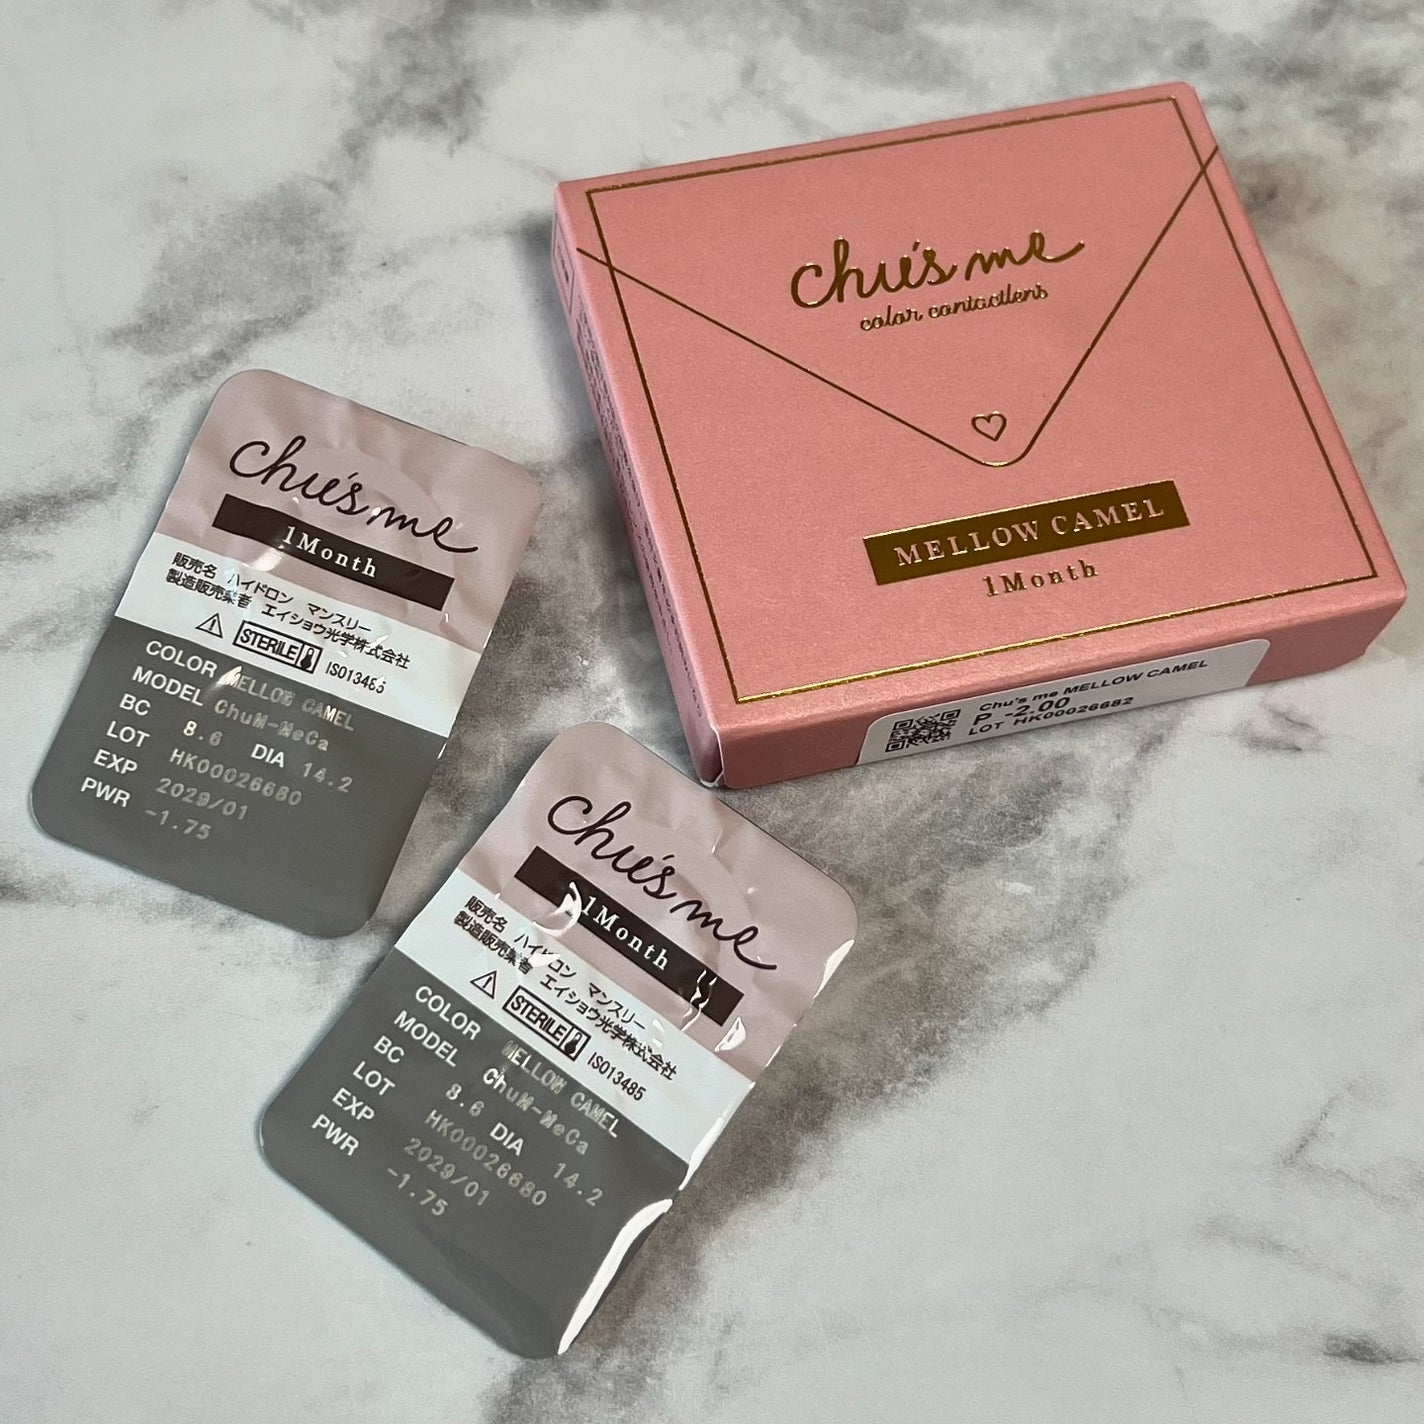 chu's me
color contactlens
MELLOW CAMEL
1Month
Chu's me MELLOW CAMEL
P -2.00
LOT HK00026682
chu's me
1Month
販売名 ハイドロン マンスリー
製造販売業者 エイショウ光学株式会社
STERILE ISO13485
COLOR MELLOW CAMEL
MODEL ChuM-MeCa
BC 8.6 DIA 14.2
LOT HK00026680
EXP 2029/01
PWR -1.75
chu's me
1Month
販売名 ハイドロン マンスリー
製造販売業者 エイショウ光学株式会社
STERILE ISO13485
COLOR MELLOW CAMEL
MODEL ChuM-MeCa
BC 8.6 DIA 14.2
LOT HK00026680
EXP 2029/01
PWR -1.75